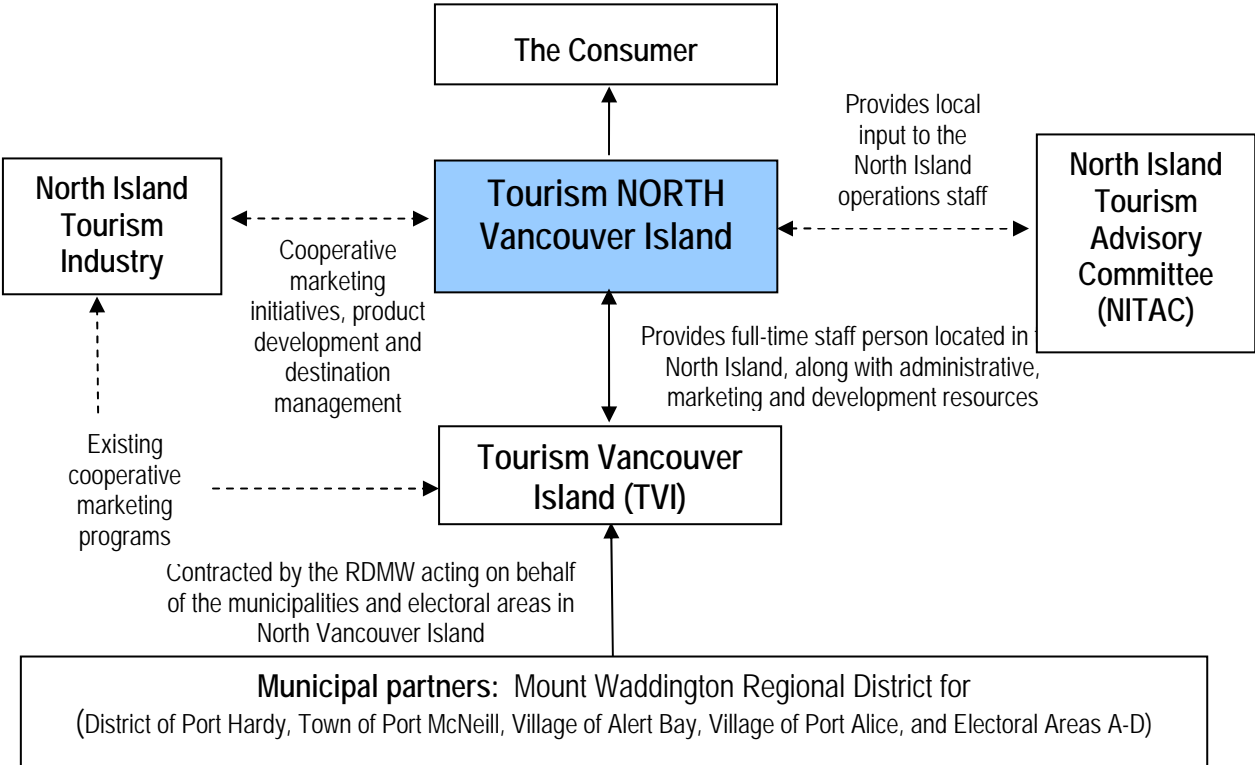 The Consumer
Provides local
input to the
North Island
operations staff
North Island
Tourism
Industry
Tourism NORTH
Vancouver Island
North Island
Tourism
Advisory
Committee
(NITAC)
Cooperative
marketing
initiatives, product
development and
destination
management
Provides full-time staff person located in
North Island, along with administrative,
marketing and development resources
Existing
cooperative
marketing
programs
Tourism Vancouver
Island (TVI)
Contracted by the RDMW acting on behalf
of the municipalities and electoral areas in
North Vancouver Island
Municipal partners: Mount Waddington Regional District for
(District of Port Hardy, Town of Port McNeill, Village of Alert Bay, Village of Port Alice, and Electoral Areas A-D)